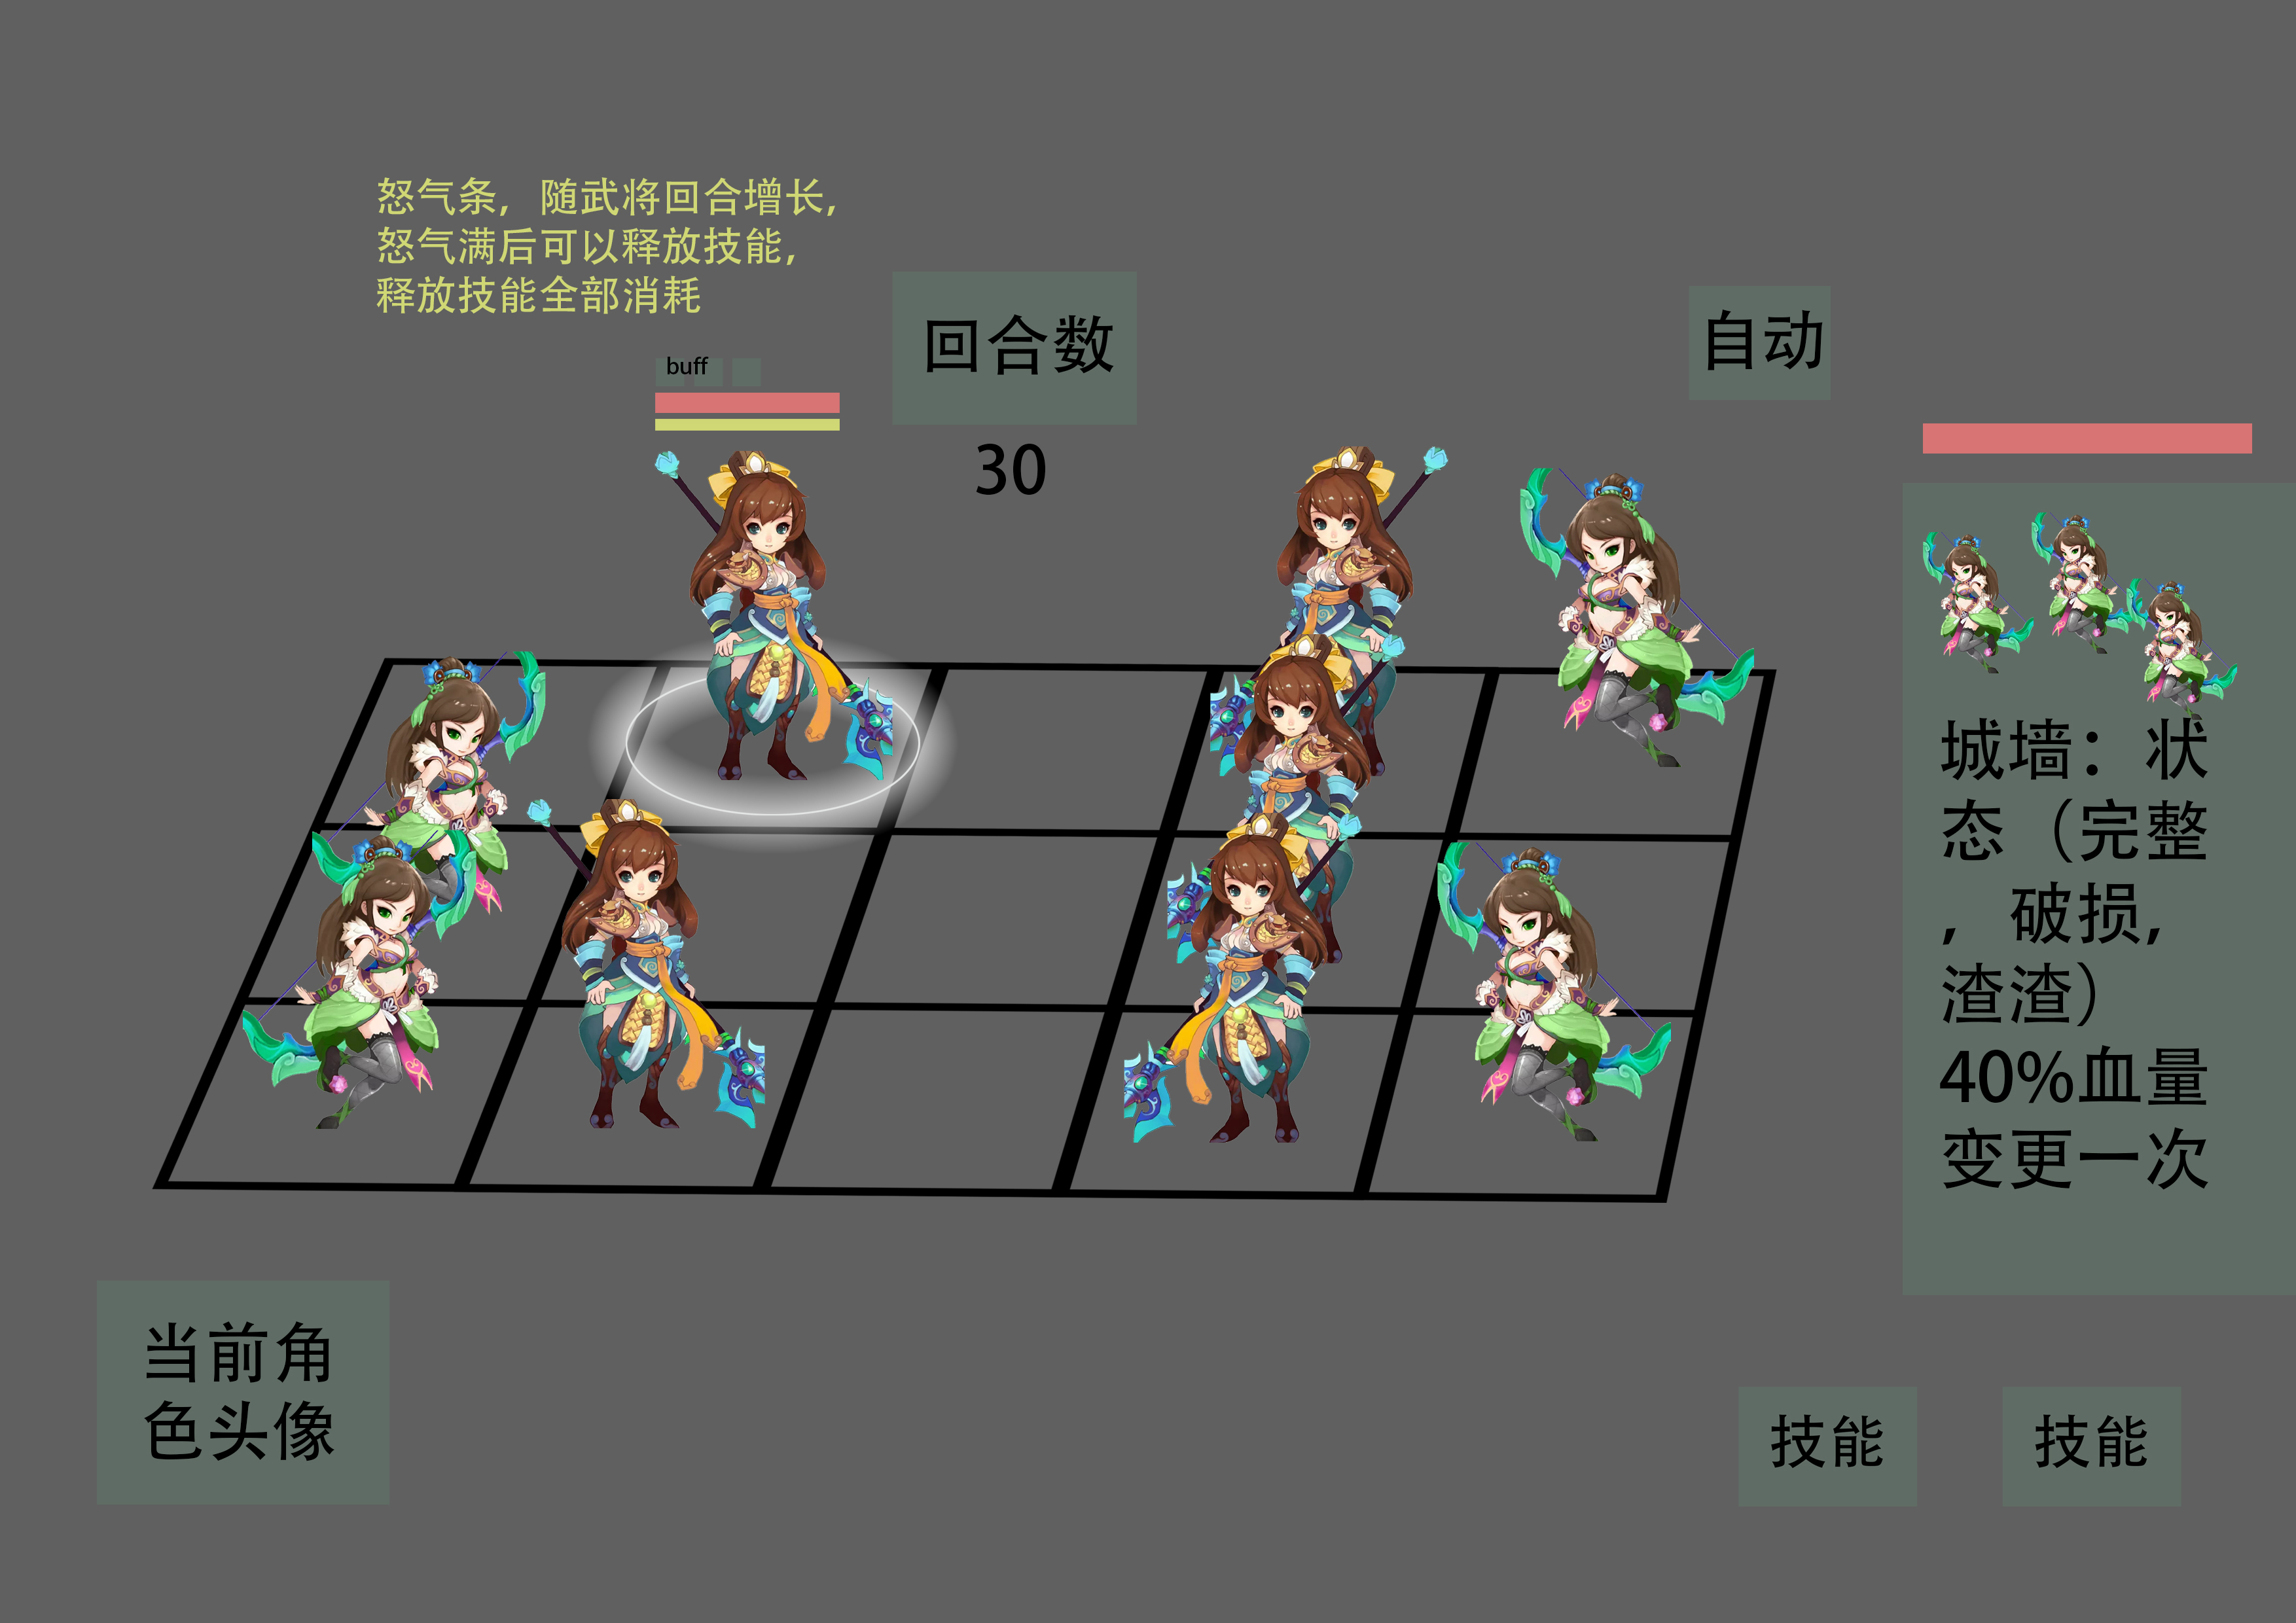 怒气条，随武将回合增长，
怒气满后可以释放技能，
释放技能全部消耗
buff
回合数
30
自动
城墙：状
态（完整
，破损，
渣渣）
40%血量
变更一次
当前角
色头像
技能
技能